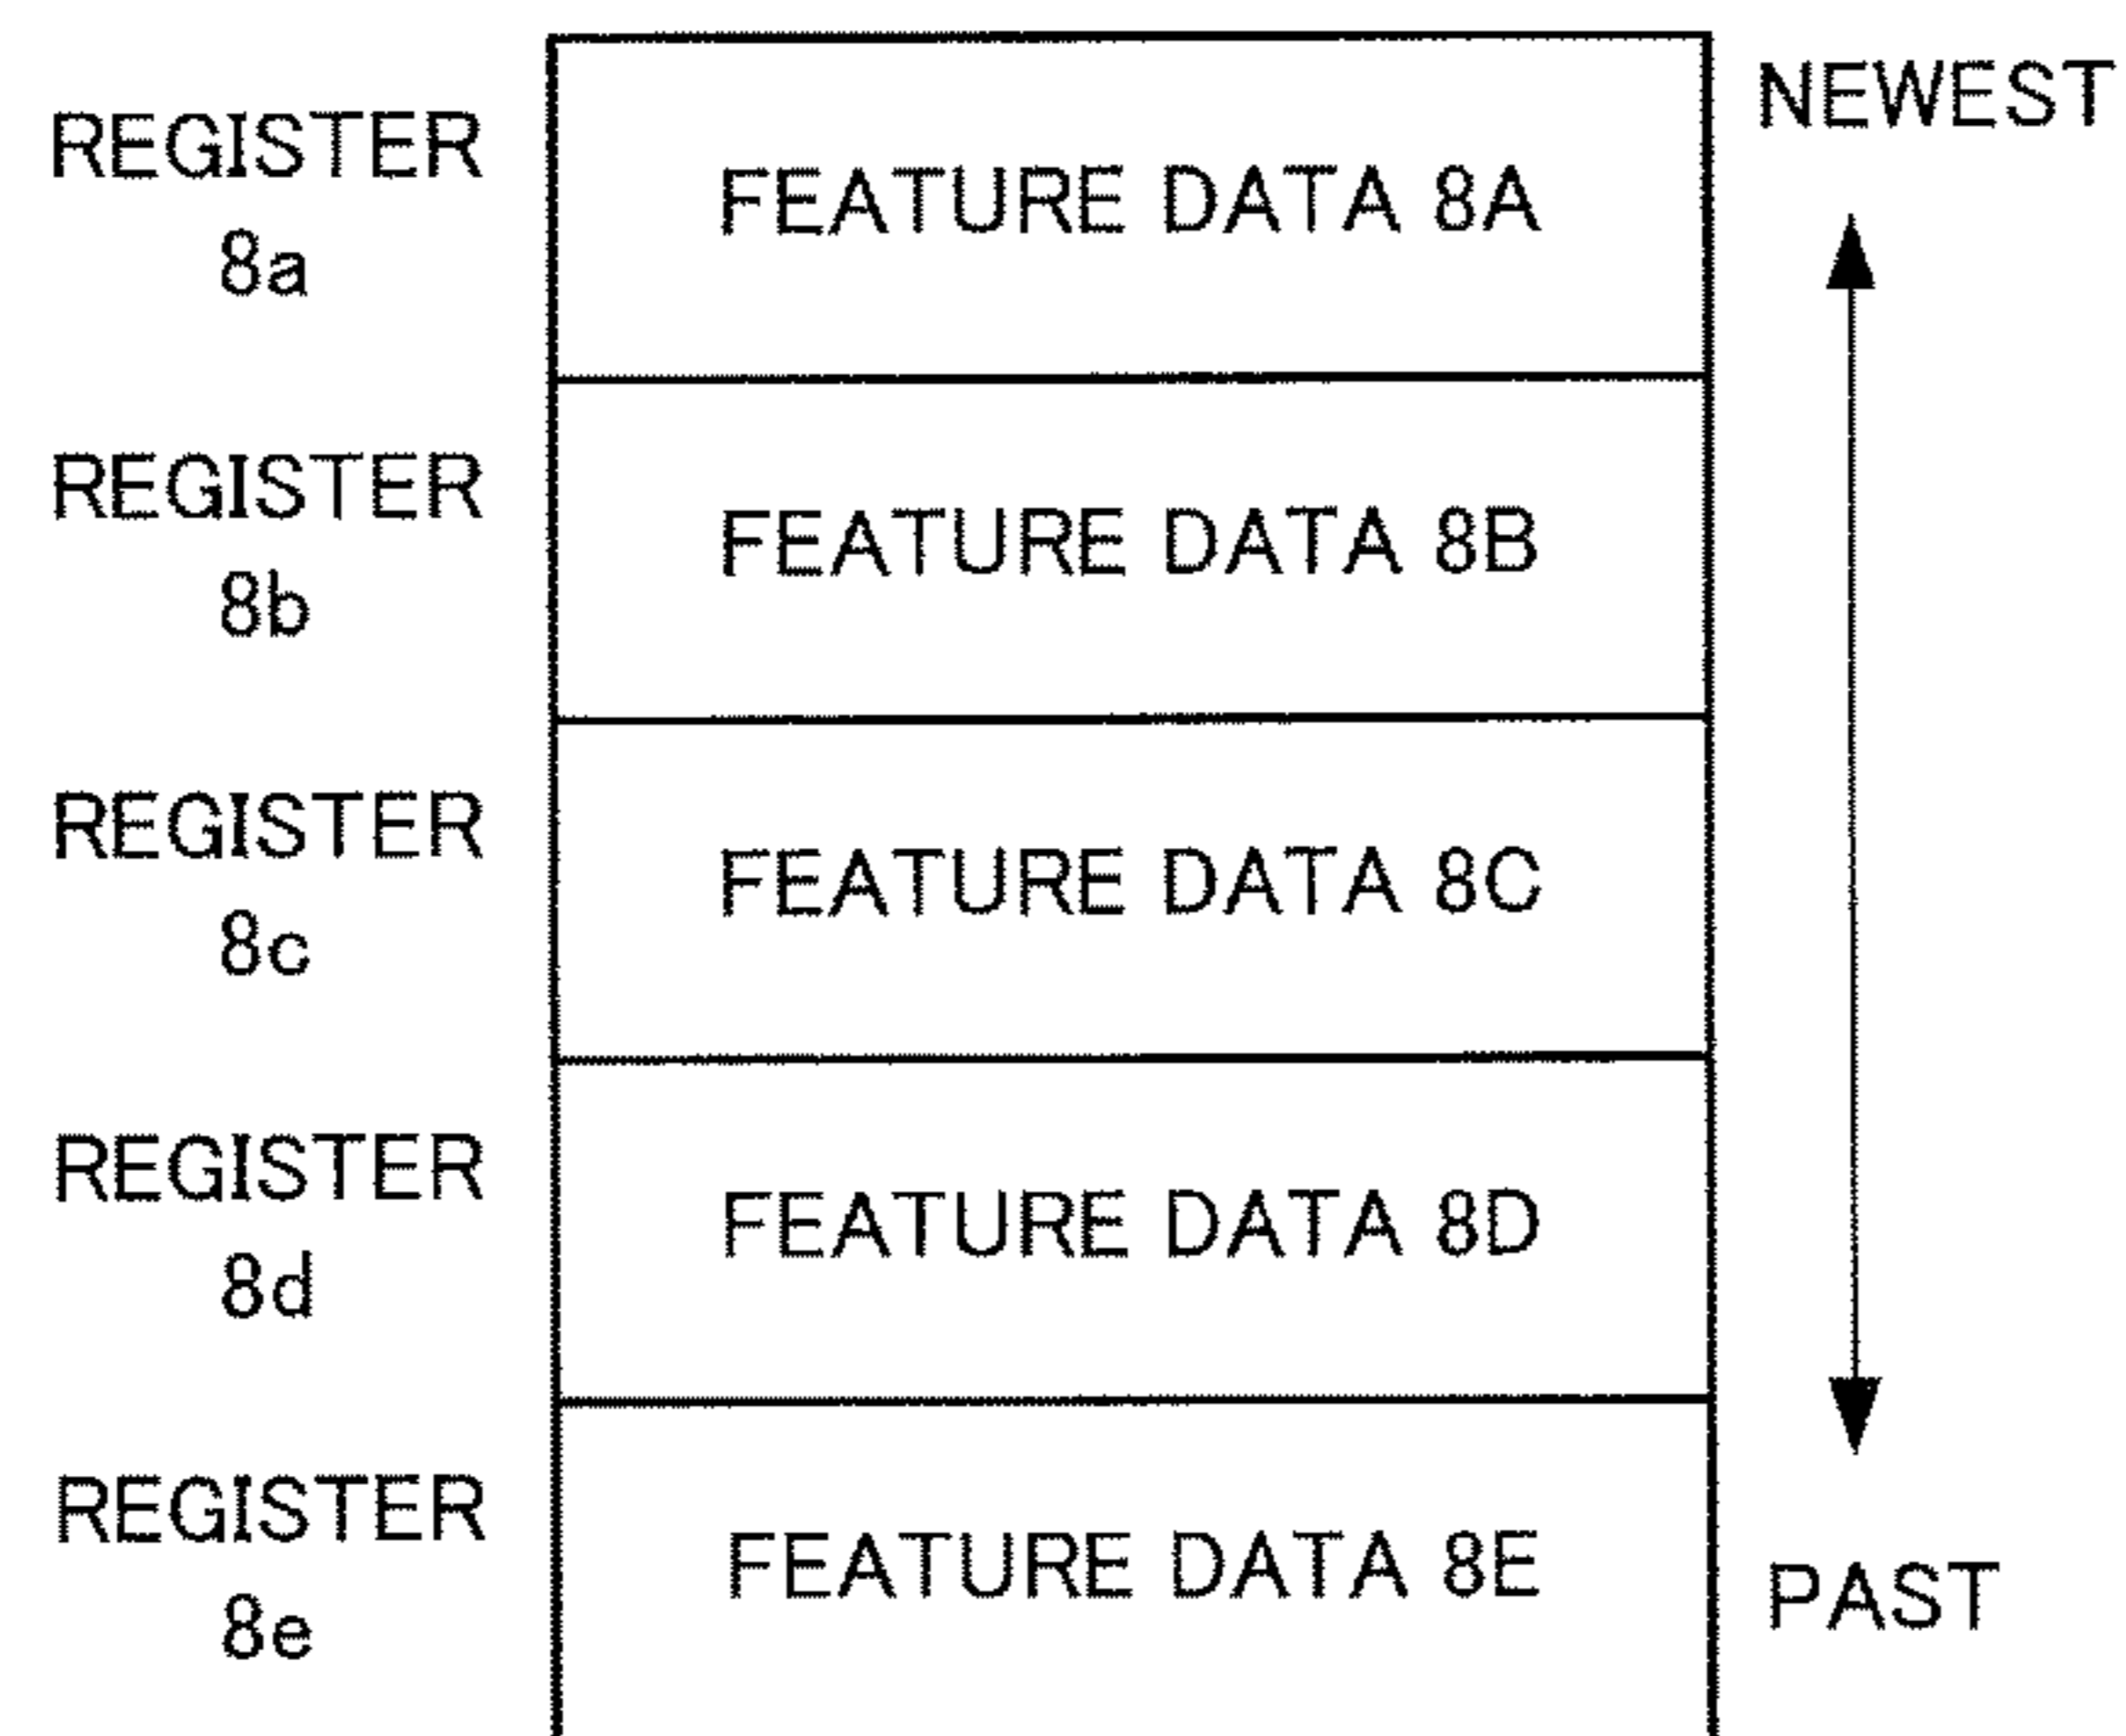 NEWEST
REGISTER
8a
FEATURE DATA 8A
REGISTER
8b
FEATURE DATA 8B
REGISTER
8c
FEATURE DATA 8C
REGISTER
8d
FEATURE DATA 8D
REGISTER
8e
FEATURE DATA 8E
PAST